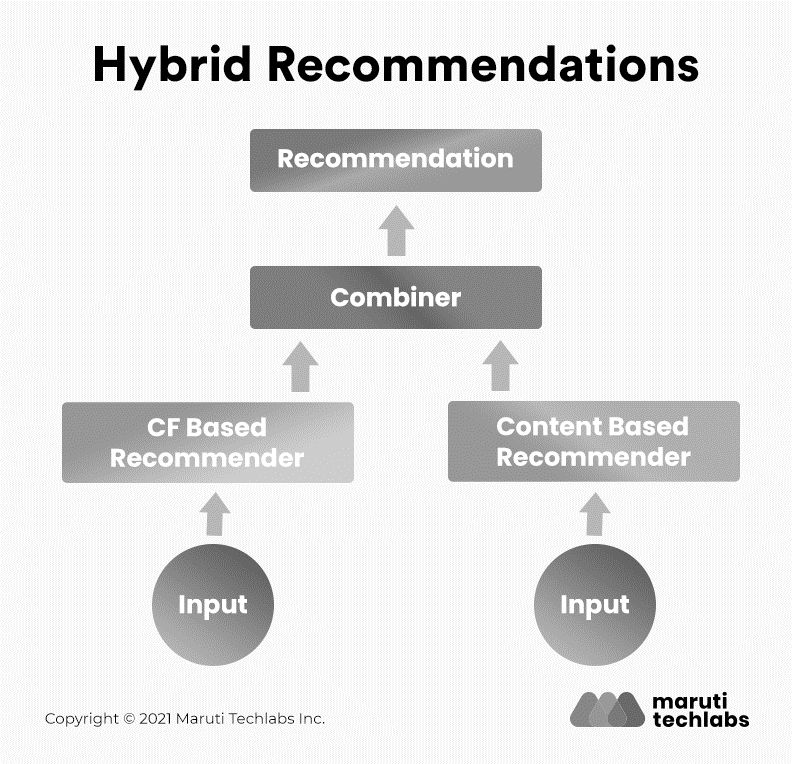 Hybrid Recommendations
Recommendation
Combiner
CF Based
Recommender
Content Based
Recommender
Input
Input
Copyright © 2021 Maruti Techlabs Inc.
maruti
techlabs